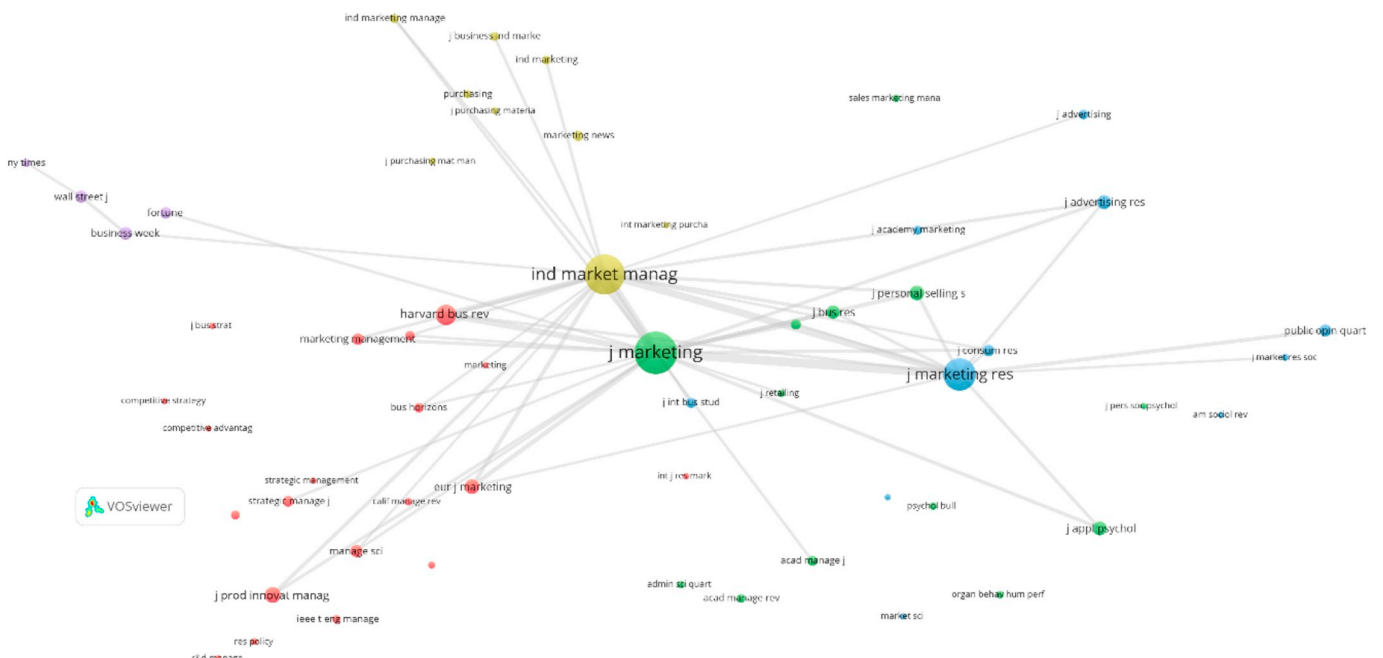 ind marketing manage
j business ind marke
ind marketing
purchasing
sales marketing mana
j purchasing materia
j advertising
marketing news
j purchasing mat man
ny times
wall street j
j advertising res
fortune
int marketing purcha
business week
j academy marketing
ind market manag
j personal selling s
harvard bus rev
j bus res
j bus strat
public opin quart
marketing management
j marketing
j consum res
j market res soc
marketing
j marketing res
j retailing
competitive strategy
j int bus stud
bus horizons
j pers soc psychol
am sociol rev
competitive advantag
int j res mark
strategic management
eur j marketing
strategic manage j
calif manage rev
VOSviewer
psychol bull
j appl psychol
manage sci
acad manage j
admin sci quart
j prod innovat manag
acad manage rev
organ behav hum perf
ieee t eng manage
market sci
res policy
r&d manage